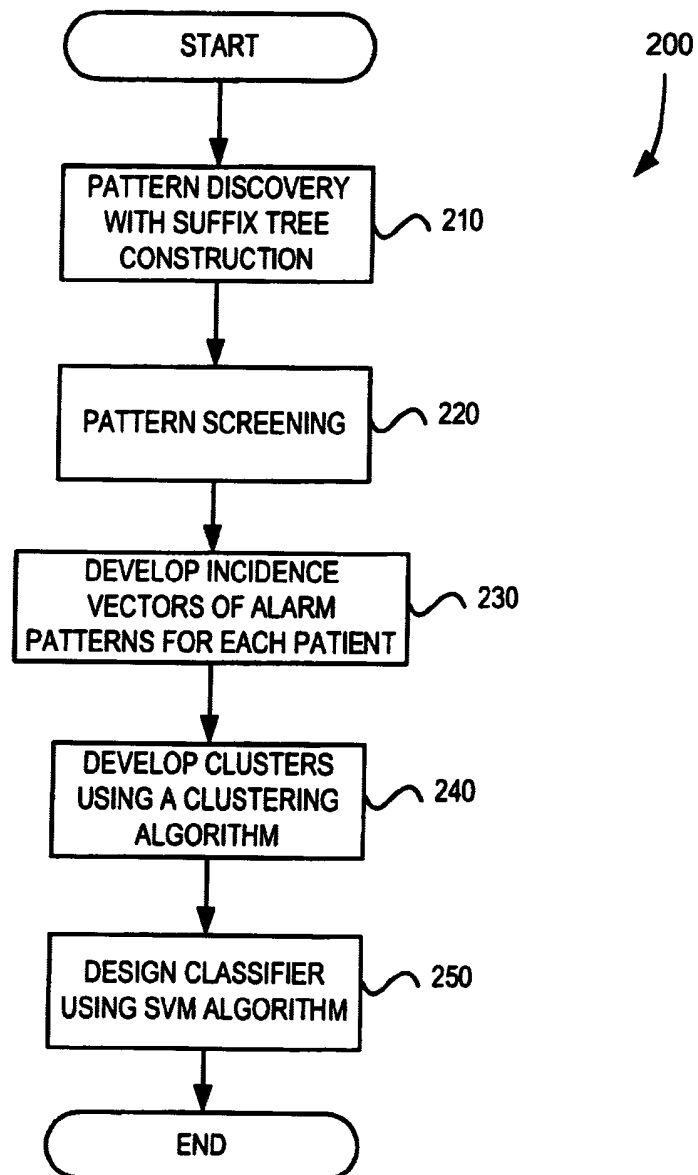 START
200
PATTERN DISCOVERY
WITH SUFFIX TREE
CONSTRUCTION
210
PATTERN SCREENING
220
DEVELOP INCIDENCE
VECTORS OF ALARM
PATTERNS FOR EACH PATIENT
230
DEVELOP CLUSTERS
USING A CLUSTERING
ALGORITHM
240
DESIGN CLASSIFIER
USING SVM ALGORITHM
250
END